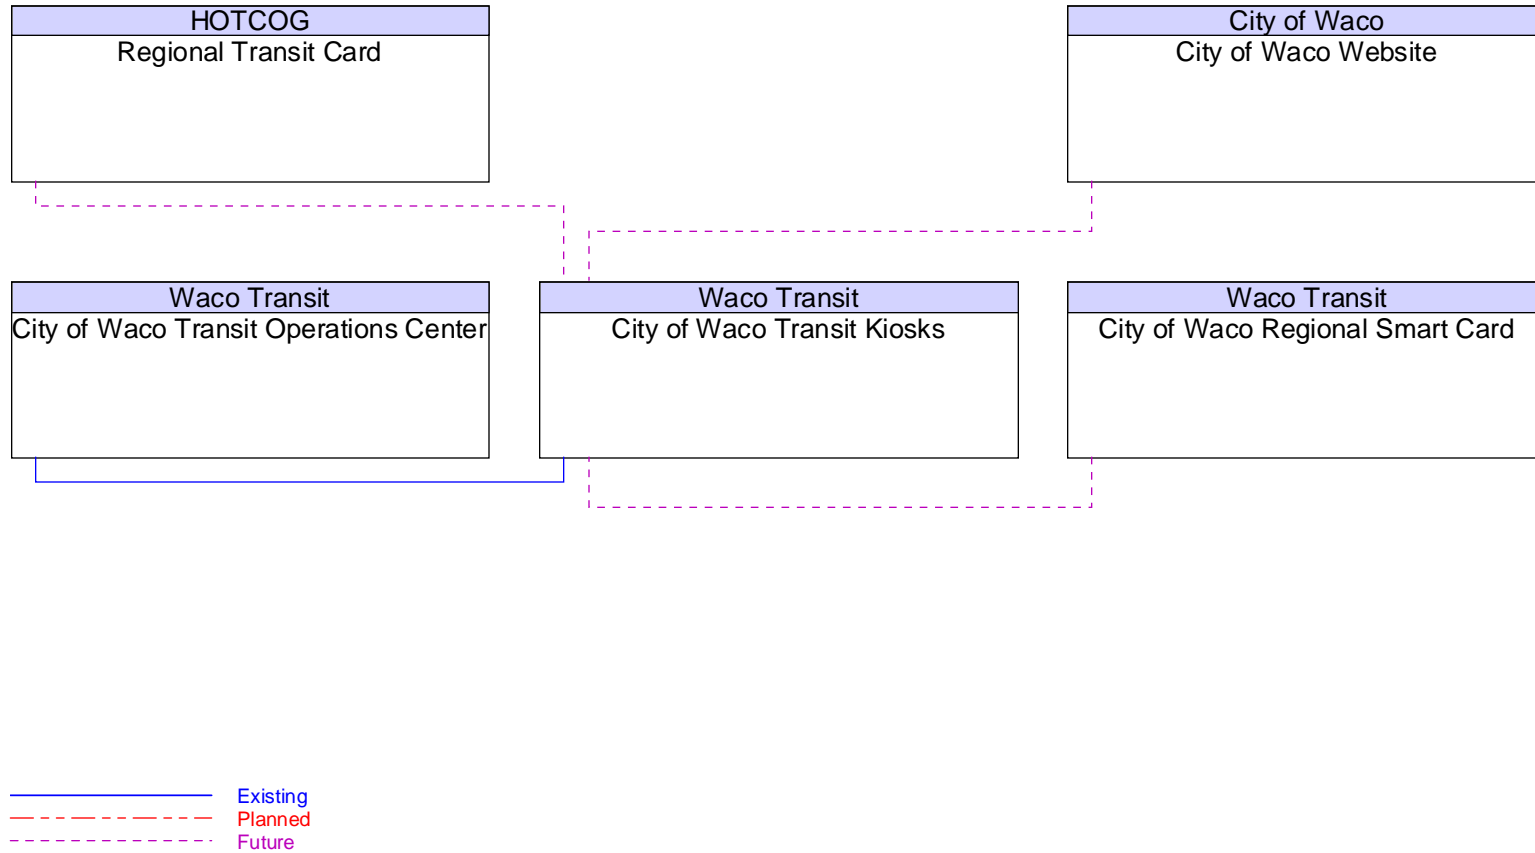 HOTCOG
Regional Transit Card
City of Waco
City of Waco Website
Waco Transit
City of Waco Transit Operations Center
Waco Transit
City of Waco Transit Kiosks
Waco Transit
City of Waco Regional Smart Card
Existing
Planned
Future